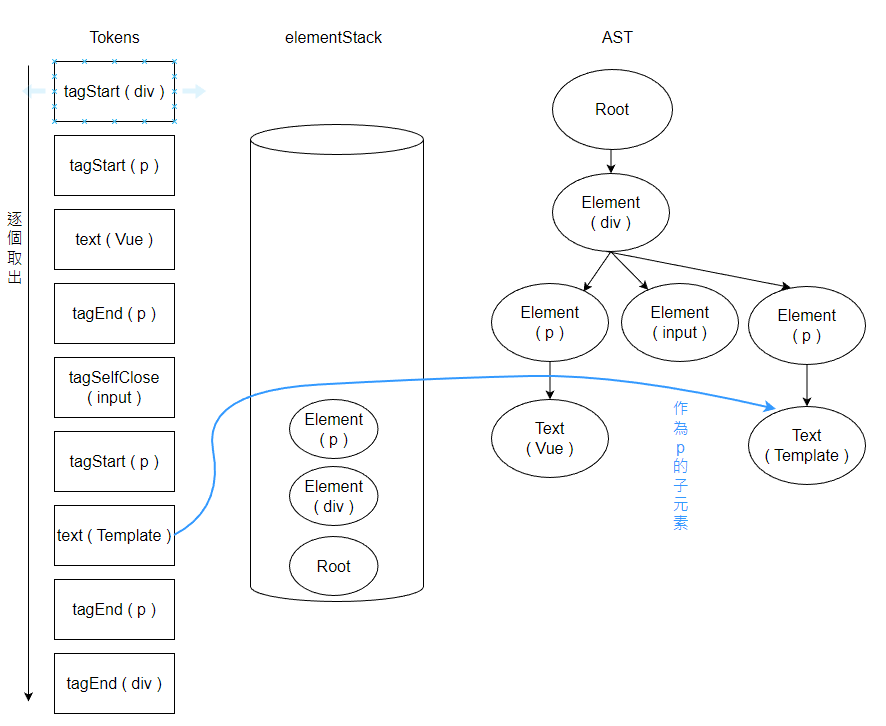 Tokens
elementStack
AST
逐個取出
tagStart ( div )
tagStart ( p )
text ( Vue )
tagEnd ( p )
tagSelfClose
( input )
tagStart ( p )
text ( Template )
tagEnd ( p )
tagEnd ( div )
Element
( p )
Element
( div )
Root
Root
Element
( div )
Element
( p )
Element
( input )
Element
( p )
Text
( Vue )
Text
( Template )
作為p的子元素